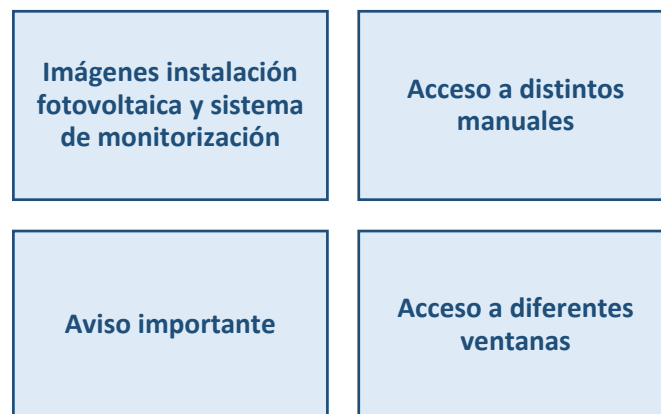 Imágenes instalación
fotovoltaica y sistema
de monitorización
Acceso a distintos
manuales
Aviso importante
Acceso a diferentes
ventanas